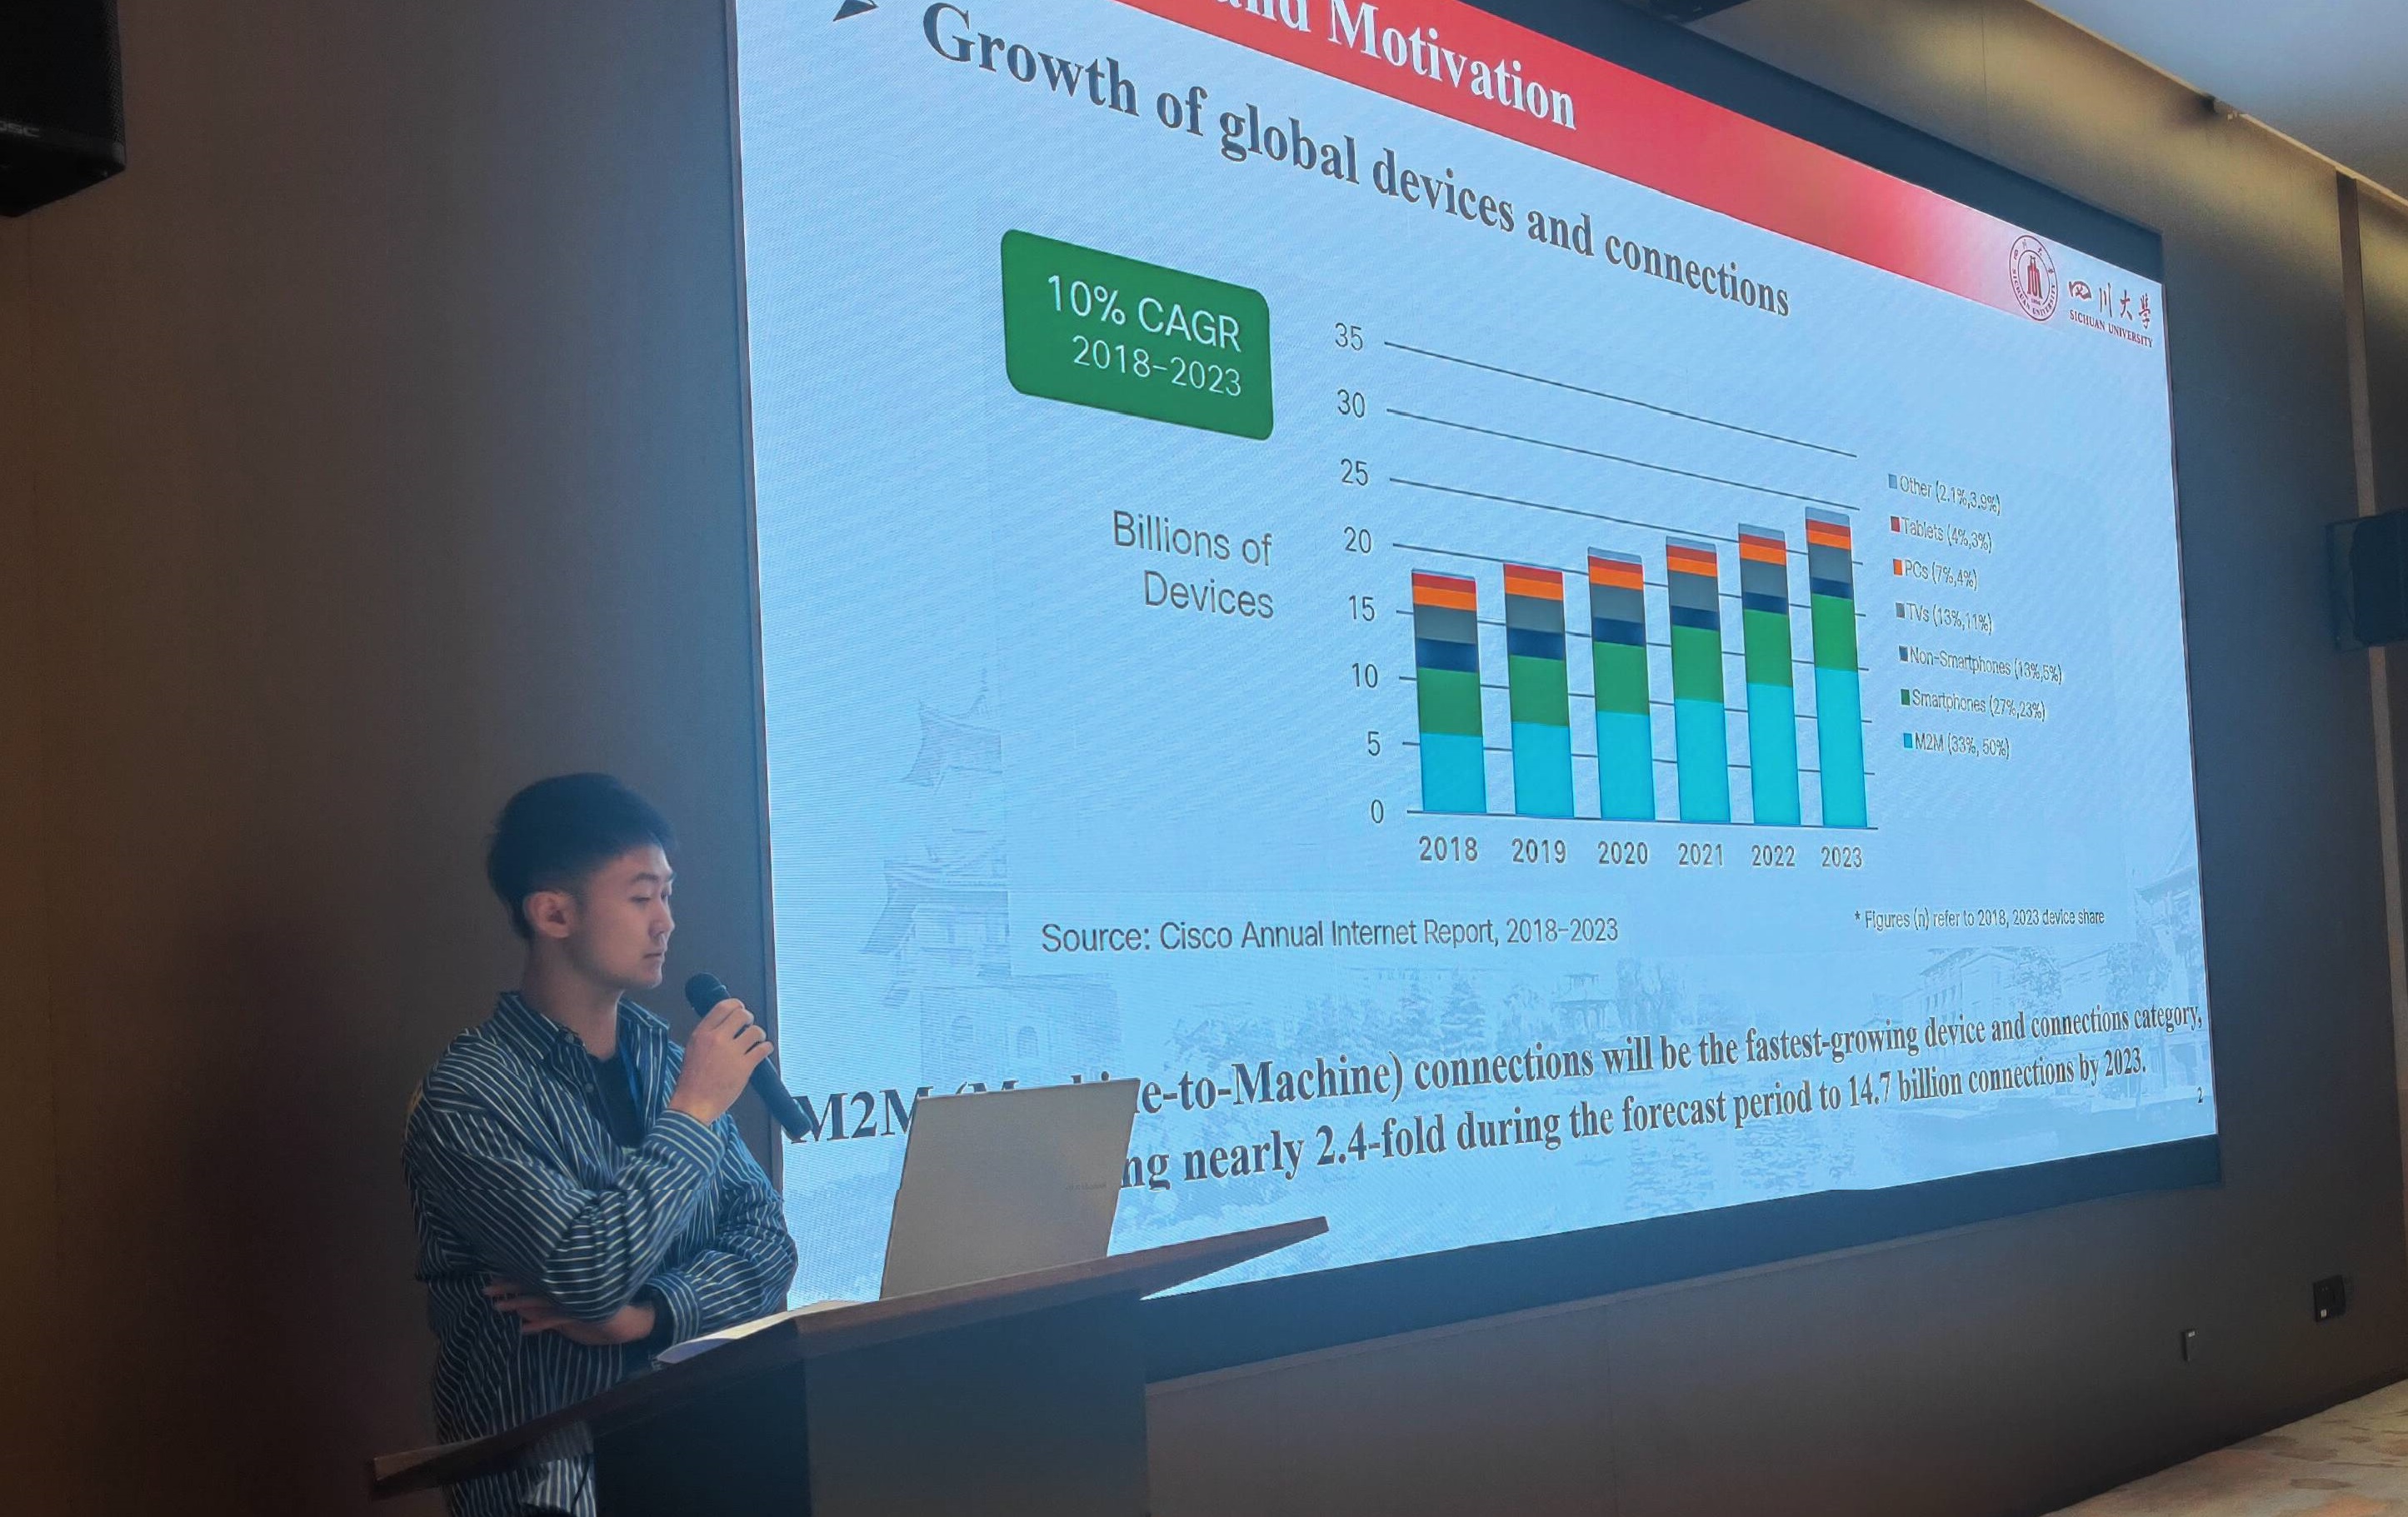 and Motivation
Growth of global devices and connections
四川大學
SICHUAN UNIVERSITY
10% CAGR
2018-2023
Billions of
Devices
35
30
25
20
15
10
5
0
2018 2019 2020 2021 2022 2023
Other (2.1%,3.9%)
Tablets (4%,3%)
PCs (7%,4%)
TVs (13%,11%)
Non-Smartphones (13%,5%)
Smartphones (27%,23%)
M2M (33%, 50%)
Source: Cisco Annual Internet Report, 2018-2023
* Figures (n) refer to 2018, 2023 device share
M2M e-to-Machine) connections will be the fastest-growing device and connections category,
ng nearly 2.4-fold during the forecast period to 14.7 billion connections by 2023.
2
QSC